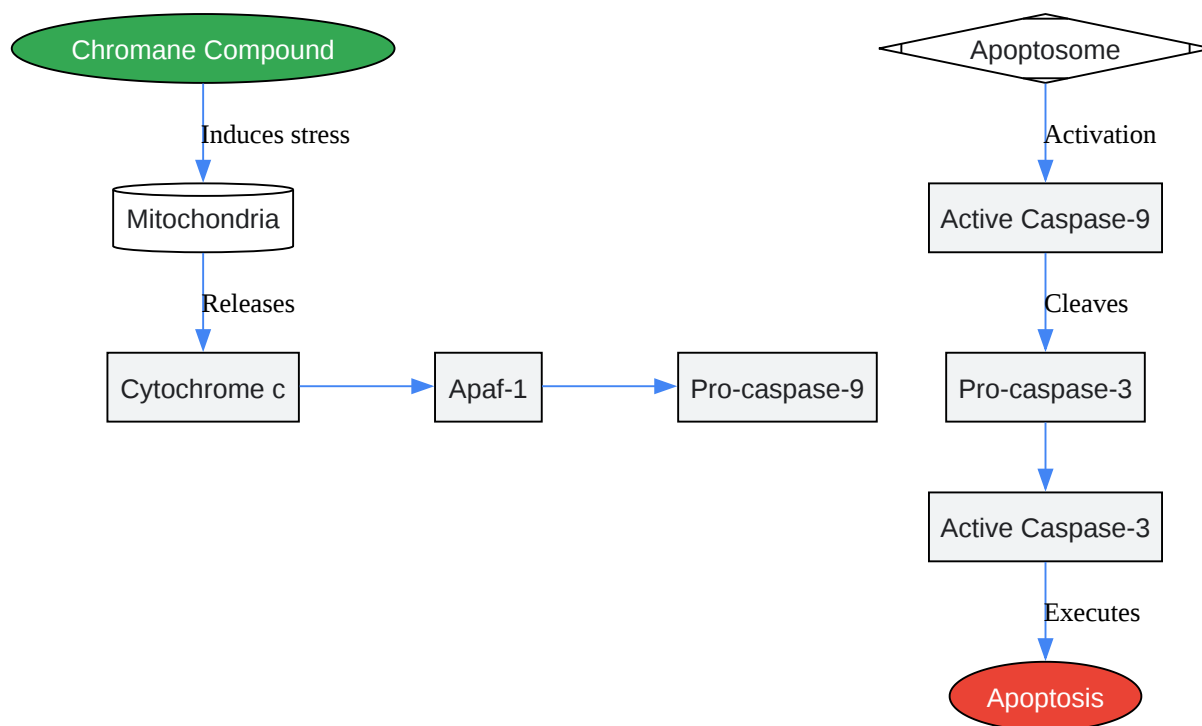 Chromane Compound
Induces stress
Mitochondria
Releases
Cytochrome c
Apaf-1
Pro-caspase-9
Apoptosome
Activation
Active Caspase-9
Cleaves
Pro-caspase-3
Active Caspase-3
Executes
Apoptosis